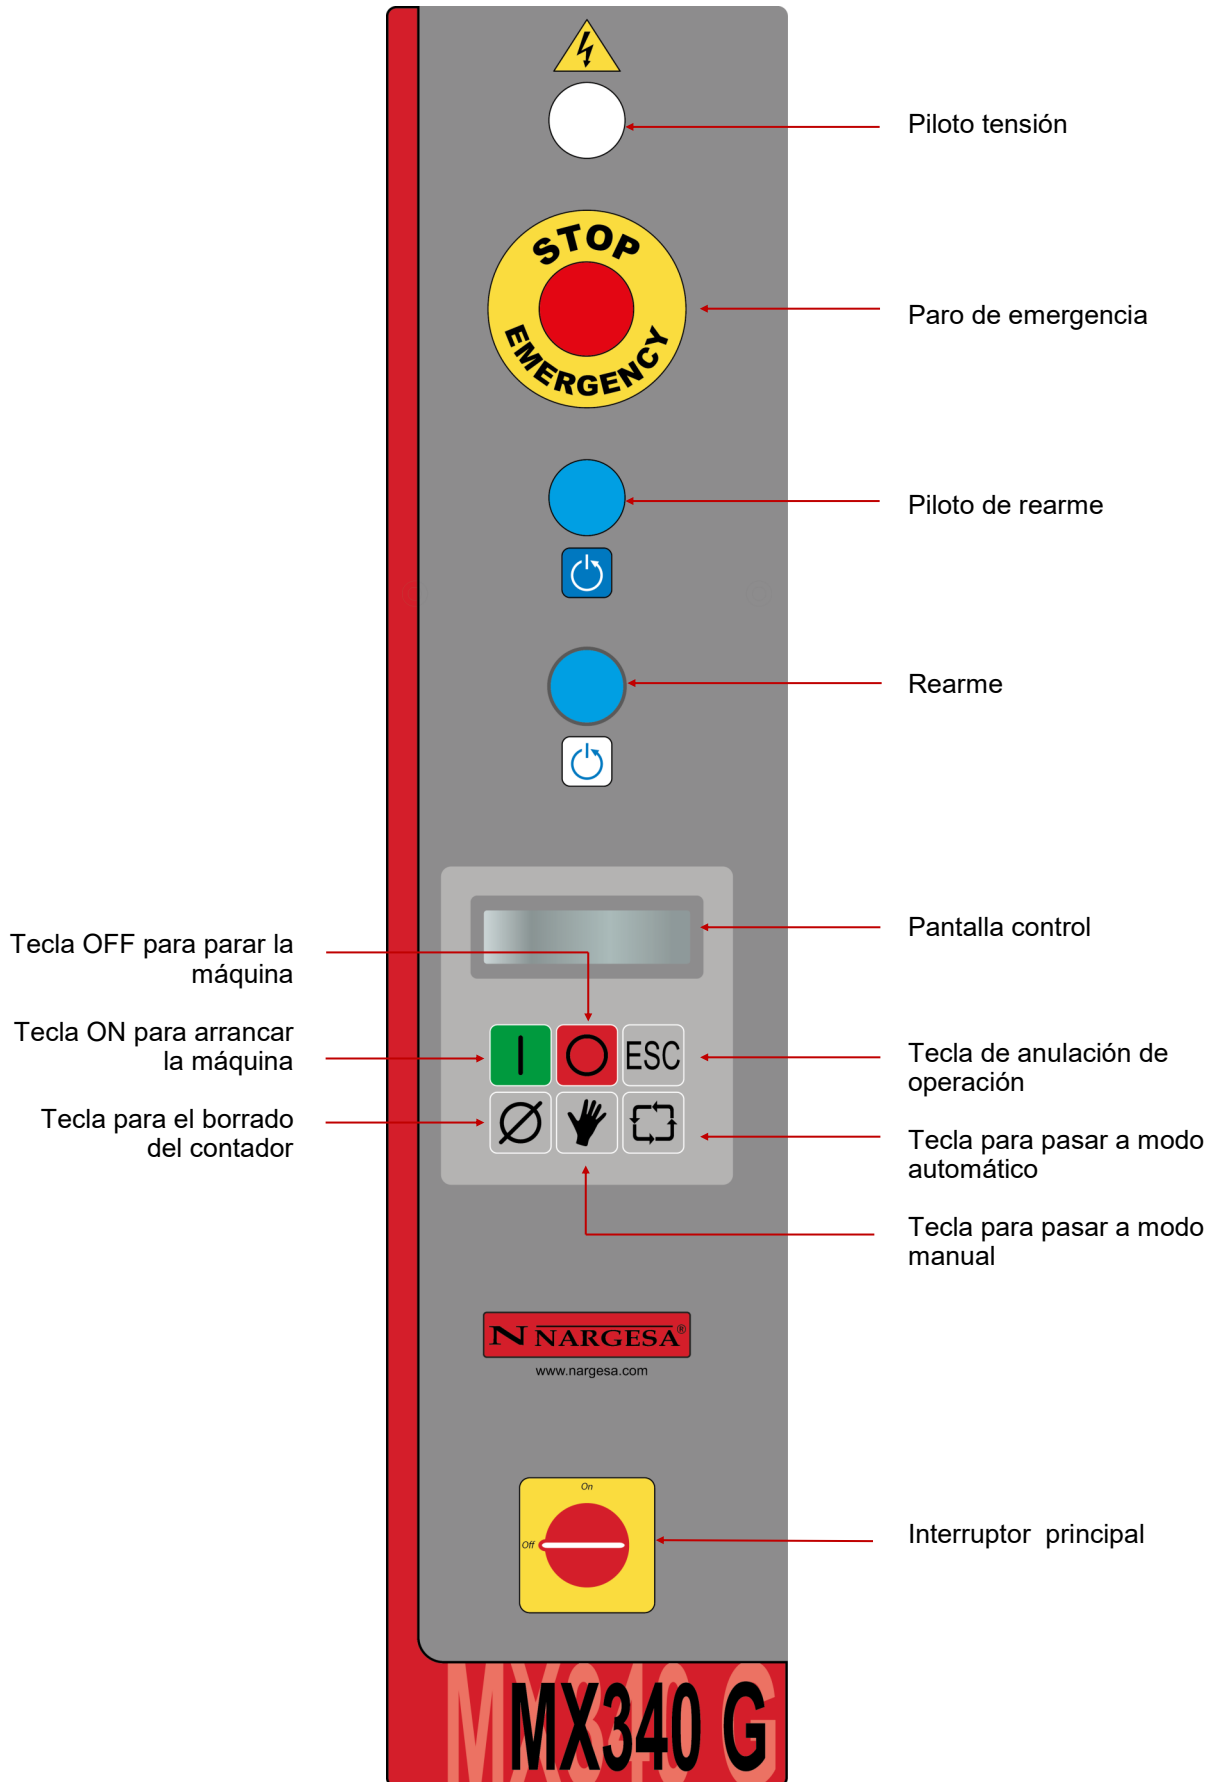 Piloto tensión
STOP
EMERGENCY
Paro de emergencia
Piloto de rearme
Rearme
Pantalla control
Tecla OFF para parar la
máquina
Tecla ON para arrancar
la máquina
Tecla para el borrado
del contador
ESC
Tecla de anulación de
operación
Tecla para pasar a modo
automático
Tecla para pasar a modo
manual
N NARGESA®
www.nargesa.com
On
Off
Interruptor principal
MX340 G
MX340 G